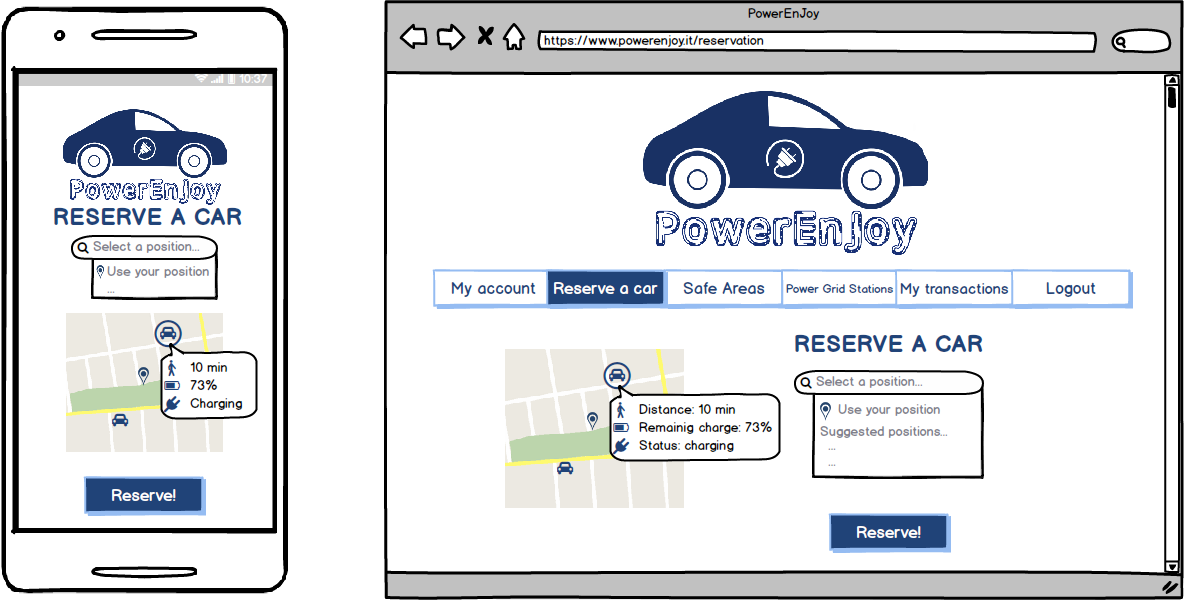 10:37
PowerEnJoy
RESERVE A CAR
Select a position...
Use your position
...
10 min
73%
Charging
Reserve!
PowerEnJoy
https://www.powerenjoy.it/reservation
PowerEnJoy
My account
Reserve a car
Safe Areas
Power Grid Stations
My transactions
Logout
RESERVE A CAR
Select a position...
Use your position
Suggested positions...
...
...
Distance: 10 min
Remainig charge: 73%
Status: charging
Reserve!